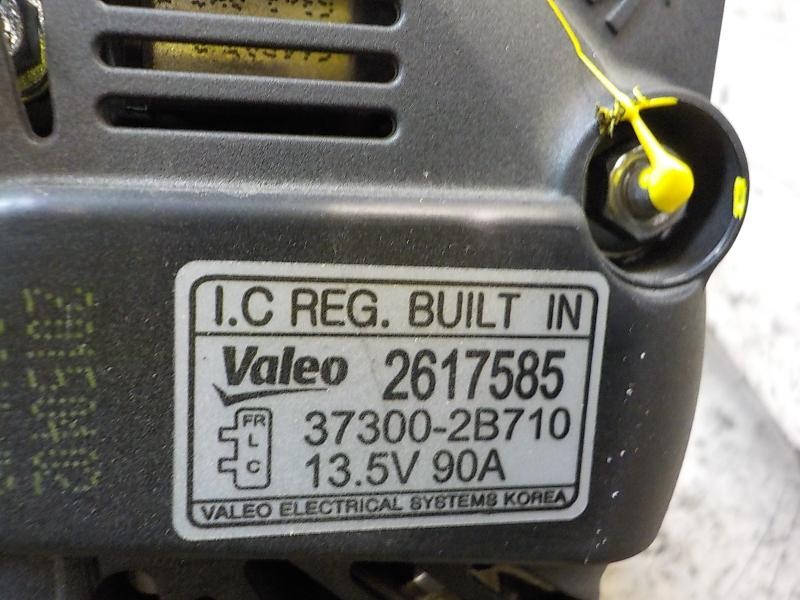 I.C REG. BUILT IN
Valeo 2617585
FR
L
C
37300-2B710
13.5V 90A
VALEO ELECTRICAL SYSTEMS KOREA